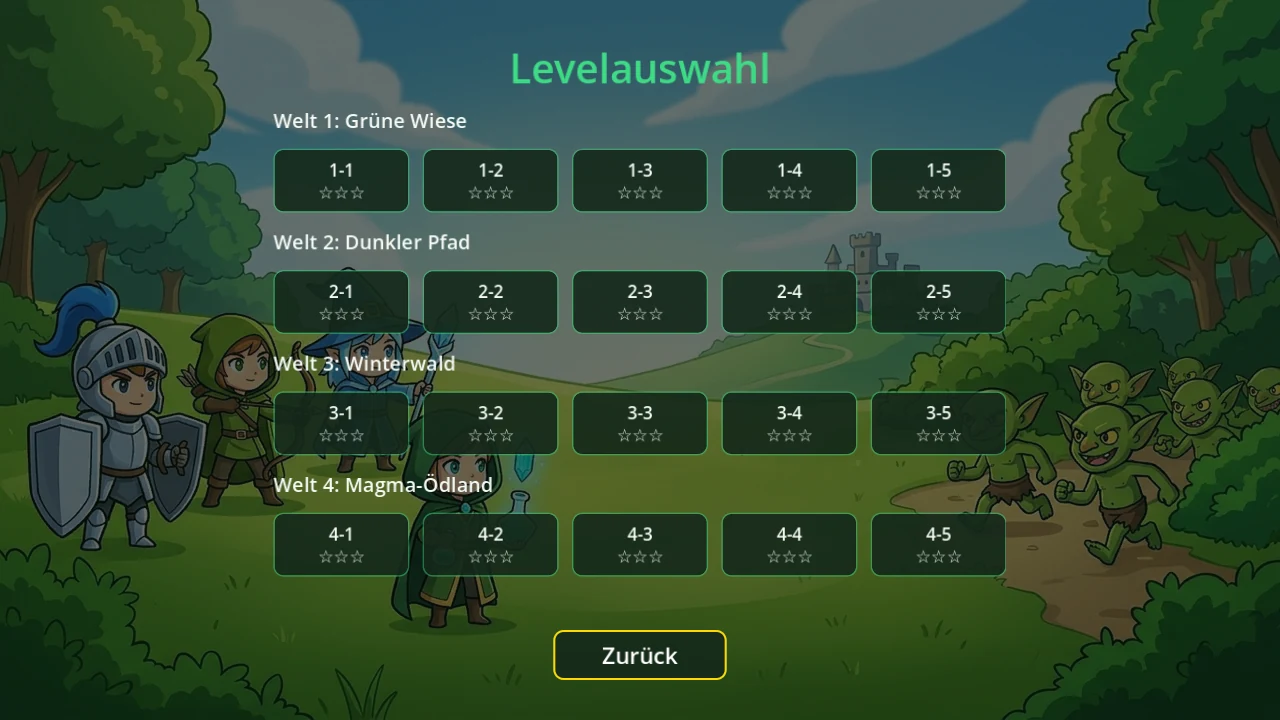 Levelauswahl
Welt 1: Grüne Wiese
1-1 1-2 1-3 1-4 1-5
☆☆☆ ☆☆☆ ☆☆☆ ☆☆☆ ☆☆☆
Welt 2: Dunkler Pfad
2-1 2-2 2-3 2-4 2-5
☆☆☆ ☆☆☆ ☆☆☆ ☆☆☆ ☆☆☆
Welt 3: Winterwald
3-1 3-2 3-3 3-4 3-5
☆☆☆ ☆☆☆ ☆☆☆ ☆☆☆ ☆☆☆
Welt 4: Magma-Ödland
4-1 4-2 4-3 4-4 4-5
☆☆☆ ☆☆☆ ☆☆☆ ☆☆☆ ☆☆☆
Zurück